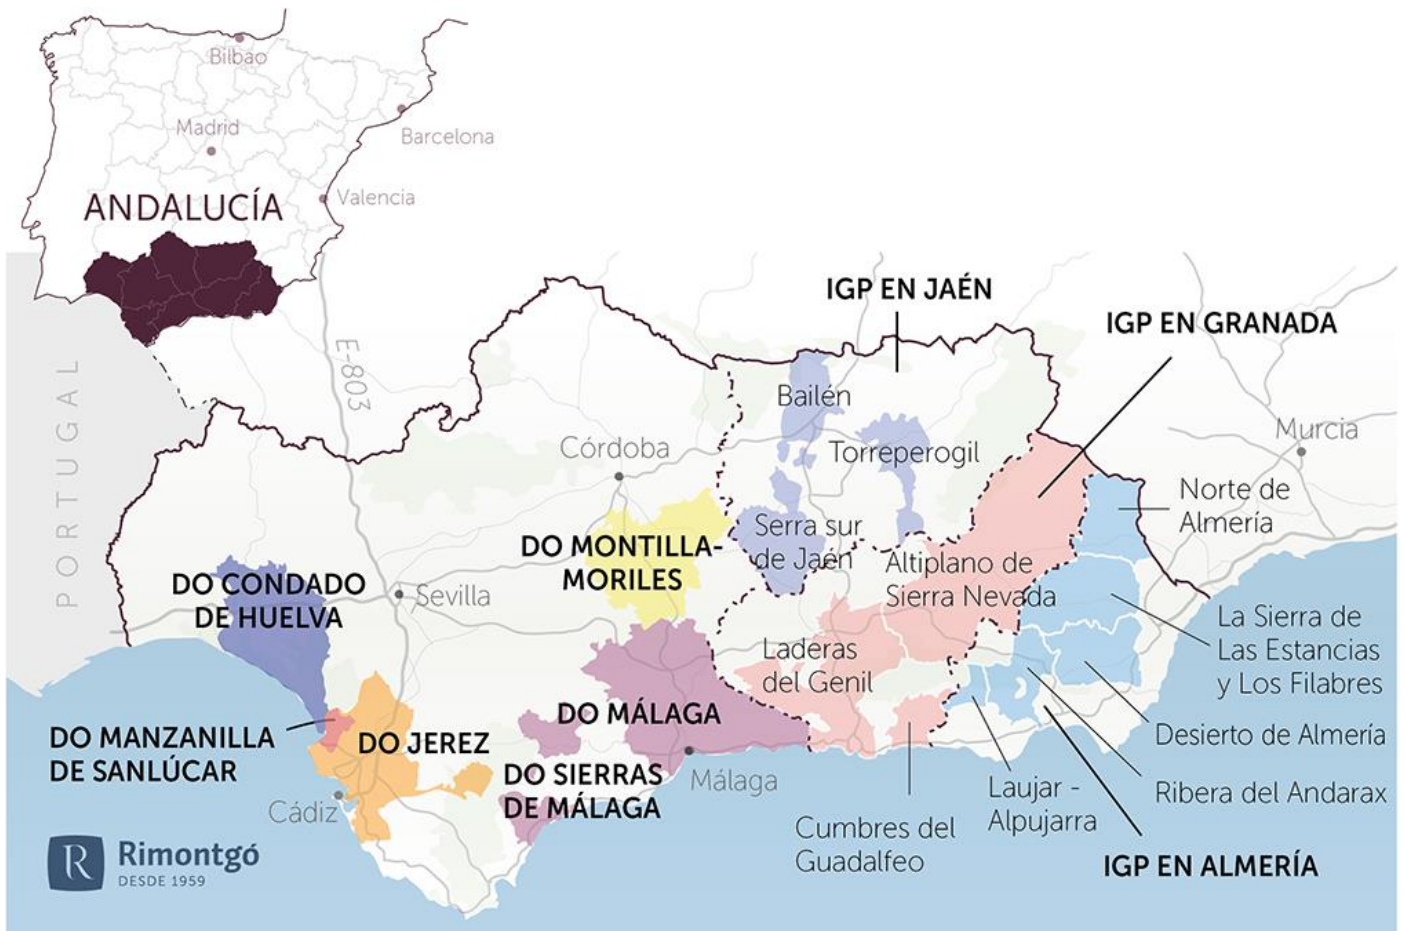 Bilbao
Madrid
Barcelona
Valencia
ANDALUCÍA
PORTUGAL
E-803
IGP EN JAÉN
IGP EN GRANADA
Bailén
Torreperogil
Murcia
Córdoba
Norte de
Almería
DO MONTILLA-
MORILES
Serra sur
de Jaén
Altiplano de
Sierra Nevada
DO CONDADO
DE HUELVA
Sevilla
La Sierra de
Las Estancias
y Los Filabres
Laderas
del Genil
DO MANZANILLA
DE SANLÚCAR
DO JEREZ
DO MÁLAGA
Desierto de Almería
DO SIERRAS
DE MÁLAGA
Málaga
Cádiz
Laujar -
Alpujarra
Ribera del Andarax
Cumbres del
Guadalfeo
IGP EN ALMERÍA
R
Rimontgó
DESDE 1959